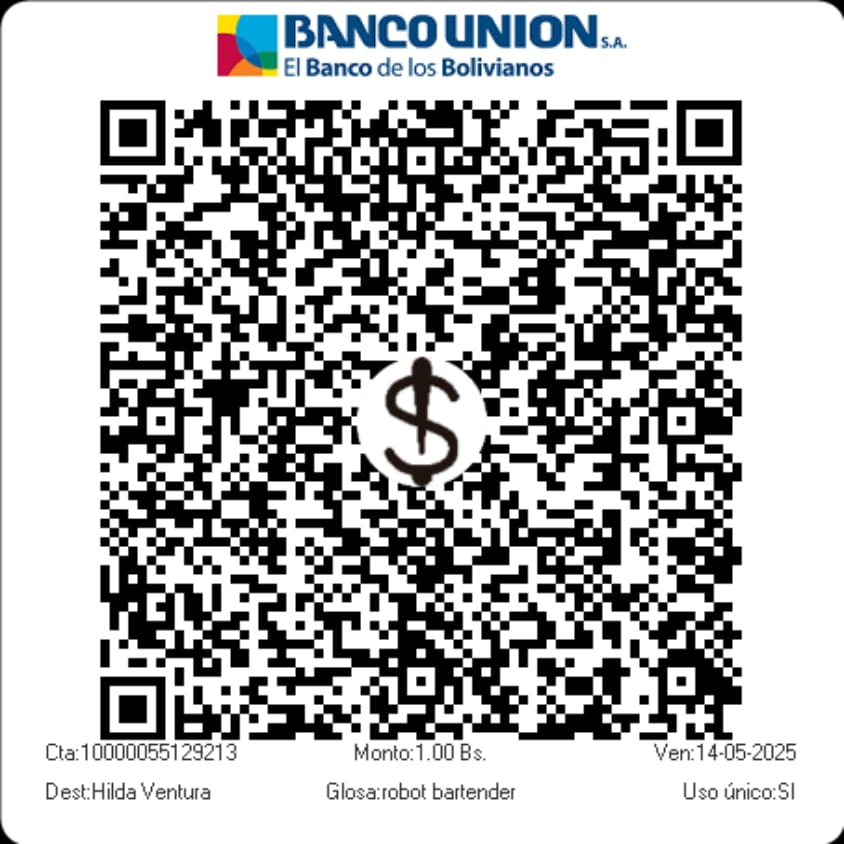 BANCO UNION S.A.
El Banco de los Bolivianos
$
Cta:10000055129213 Monto:1.00 Bs. Ven:14-05-2025
Dest:Hilda Ventura Glosa:robot bartender Uso único:SI